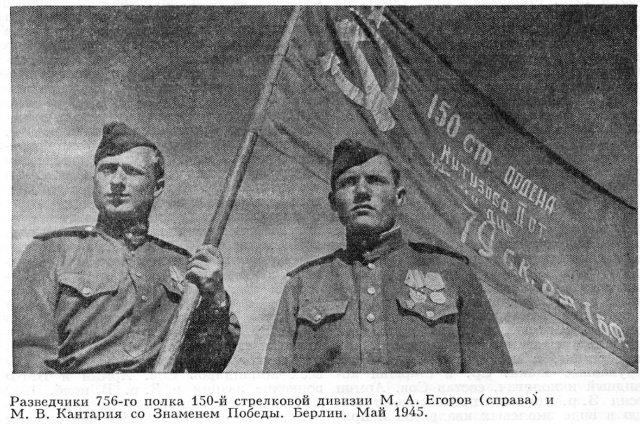 150 СТР. ОРДЕНА
Кутузова II ст.
див.
79 С.К.
Разведчики 756-го полка 150-й стрелковой дивизии М. А. Егоров (справа) и
М. В. Кантария со Знаменем Победы. Берлин. Май 1945.